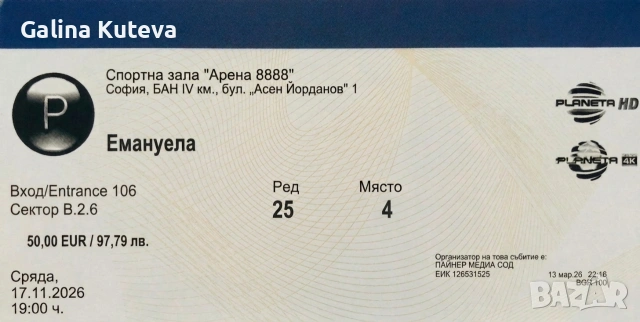 Galina Kuteva
Спортна зала "Арена 8888"
София, БАН IV км., бул. „Асен Йорданов" 1
P
Емануела
PLANETA HD
PLANETA 4K
Вход/Entrance 106
Сектор B.2.6
Ред
25
Място
4
50,00 EUR / 97,79 лв.
Организатор на това събитие е:
ПАЙНЕР МЕДИА СОД
ЕИК 126531525
Сряда,
17.11.2026
19:00 ч.
13 мар.26 22:16
BAZAR
.bg